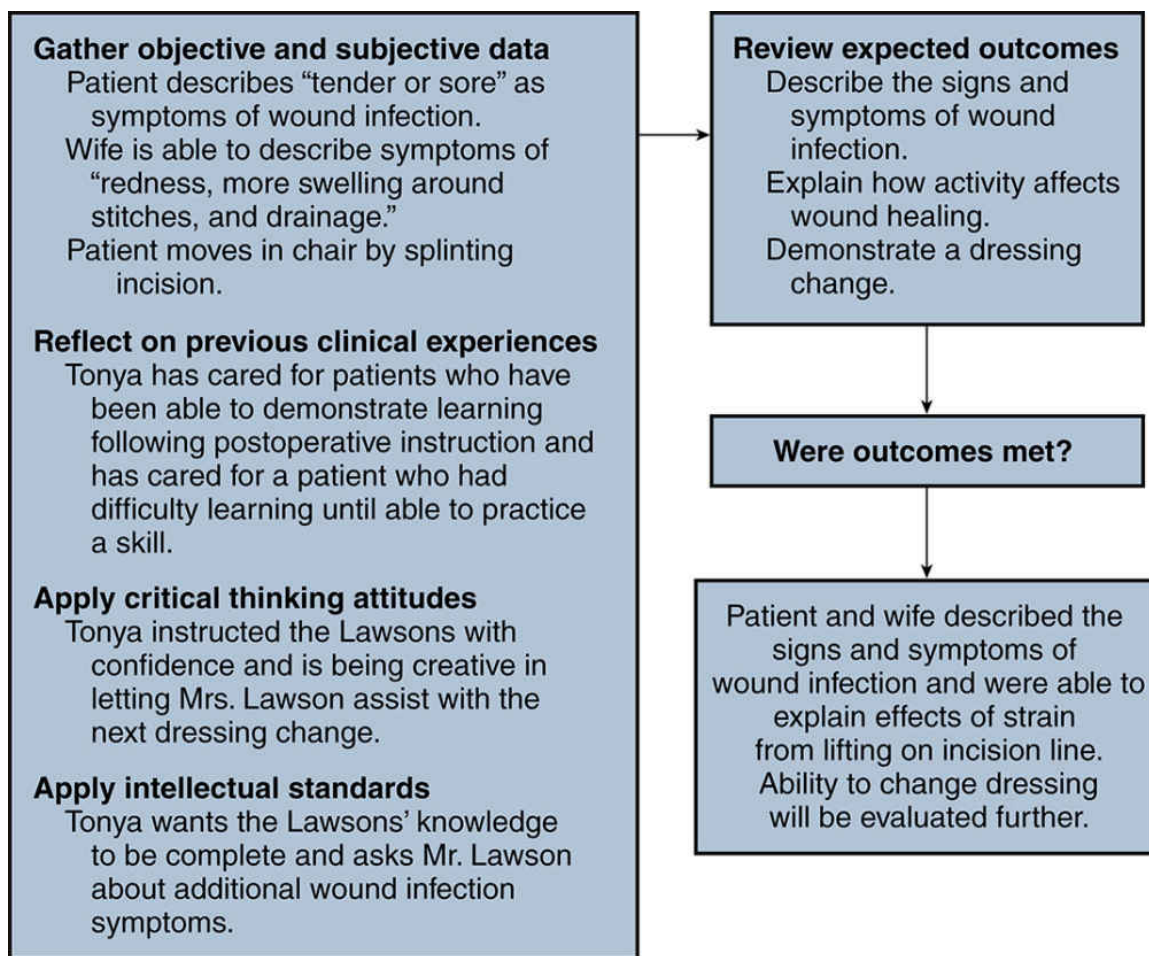 Gather objective and subjective data
Patient describes “tender or sore” as
symptoms of wound infection.
Wife is able to describe symptoms of
“redness, more swelling around
stitches, and drainage.”
Patient moves in chair by splinting
incision.
Reflect on previous clinical experiences
Tonya has cared for patients who have
been able to demonstrate learning
following postoperative instruction and
has cared for a patient who had
difficulty learning until able to practice
a skill.
Apply critical thinking attitudes
Tonya instructed the Lawsons with
confidence and is being creative in
letting Mrs. Lawson assist with the
next dressing change.
Apply intellectual standards
Tonya wants the Lawsons’ knowledge
to be complete and asks Mr. Lawson
about additional wound infection
symptoms.
Review expected outcomes
Describe the signs and
symptoms of wound
infection.
Explain how activity affects
wound healing.
Demonstrate a dressing
change.
Were outcomes met?
Patient and wife described the
signs and symptoms of
wound infection and were able to
explain effects of strain
from lifting on incision line.
Ability to change dressing
will be evaluated further.